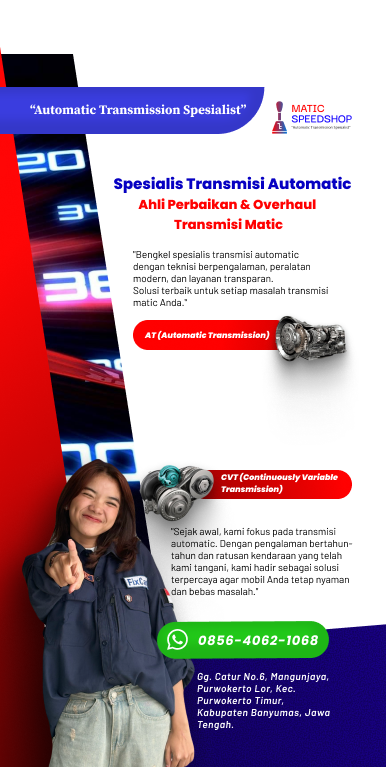 “Automatic Transmission Spesialist”
MATIC
SPEEDSHOP
"Automatic Transmission Spesialist"
20
34
36
Spesialis Transmisi Automatic
Ahli Perbaikan & Overhaul
Transmisi Matic
"Bengkel spesialis transmisi automatic
dengan teknisi berpengalaman, peralatan
modern, dan layanan transparan.
Solusi terbaik untuk setiap masalah transmisi
matic Anda."
AT (Automatic Transmission)
CVT (Continuously Variable
Transmission)
"Sejak awal, kami fokus pada transmisi
automatic. Dengan pengalaman bertahun-
tahun dan ratusan kendaraan yang telah
kami tangani, kami hadir sebagai solusi
terpercaya agar mobil Anda tetap nyaman
dan bebas masalah."
0856-4062-1068
Gg. Catur No.6, Mangunjaya,
Purwokerto Lor, Kec.
Purwokerto Timur,
Kabupaten Banyumas, Jawa
Tengah.